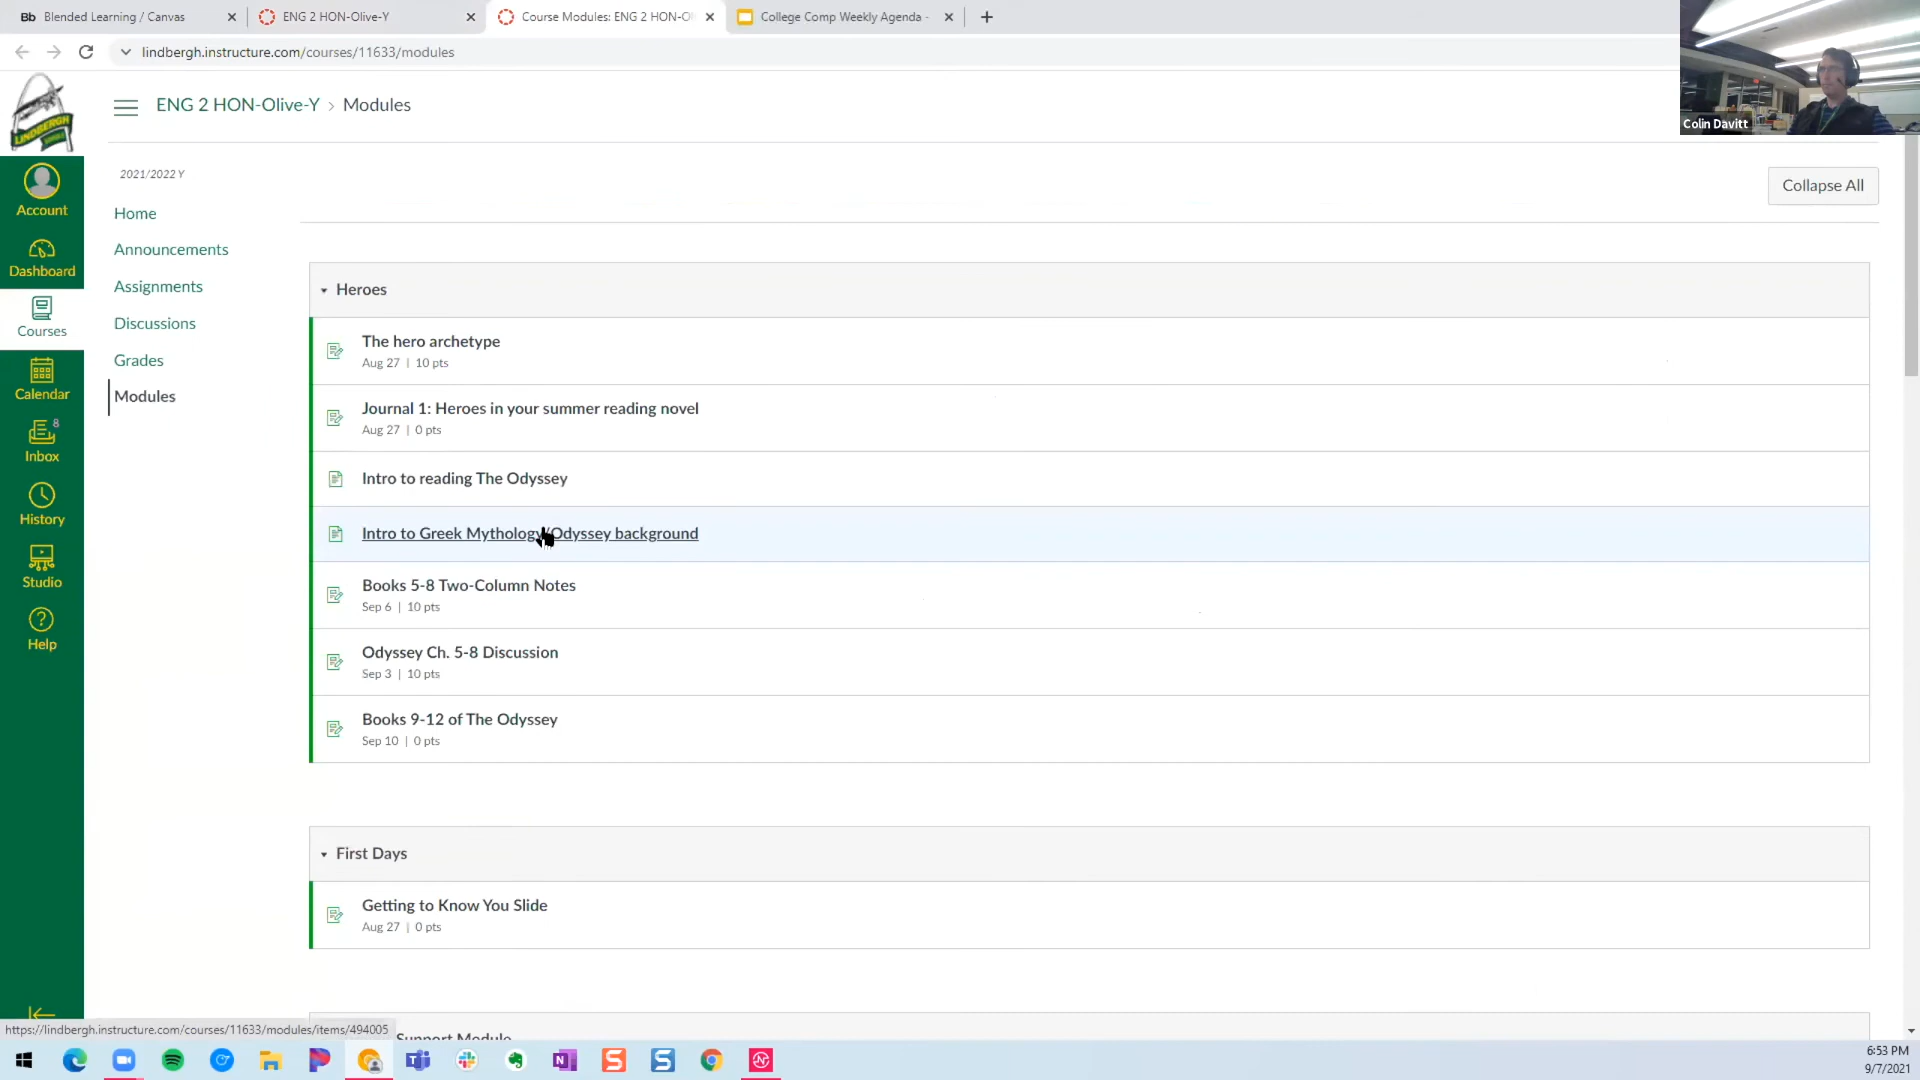 Bb Blended Learning / Canvas
ENG 2 HON-Olive-Y
Course Modules: ENG 2 HON-O
College Comp Weekly Agenda -
lindbergh.instructure.com/courses/11633/modules
Colin Davitt
LINDBERGH
ENG 2 HON-Olive-Y › Modules
2021/2022 Y
Collapse All
Account
Dashboard
Courses
Calendar
8
Inbox
History
Studio
Help
Home
Announcements
Assignments
Discussions
Grades
Modules
Heroes
The hero archetype
Aug 27 | 10 pts
Journal 1: Heroes in your summer reading novel
Aug 27 | 0 pts
Intro to reading The Odyssey
Intro to Greek Mythology/Odyssey background
Books 5-8 Two-Column Notes
Sep 6 | 10 pts
Odyssey Ch. 5-8 Discussion
Sep 3 | 10 pts
Books 9-12 of The Odyssey
Sep 10 | 0 pts
First Days
Getting to Know You Slide
Aug 27 | 0 pts
Support Module
https://lindbergh.instructure.com/courses/11633/modules/items/494005
6:53 PM
9/7/2021